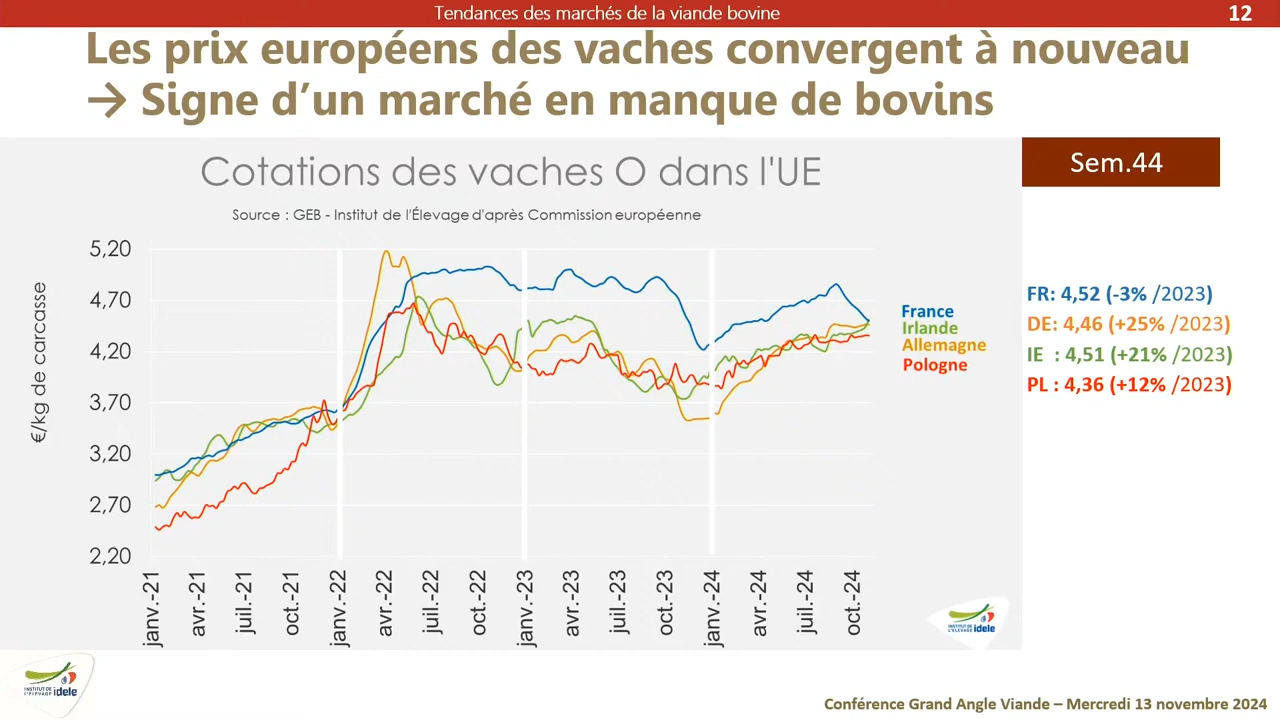 Tendances des marchés de la viande bovine
12
Les prix européens des vaches convergent à nouveau
→ Signe d’un marché en manque de bovins
Cotations des vaches O dans l'UE
Source : GEB - Institut de l'Élevage d'après Commission européenne
€/kg de carcasse
5,20
4,70
4,20
3,70
3,20
2,70
2,20
janv.-21
avr.-21
juil.-21
oct.-21
janv.-22
avr.-22
juil.-22
oct.-22
janv.-23
avr.-23
juil.-23
oct.-23
janv.-24
avr.-24
juil.-24
oct.-24
France
Irlande
Allemagne
Pologne
Sem.44
FR: 4,52 (-3% /2023)
DE: 4,46 (+25% /2023)
IE : 4,51 (+21% /2023)
PL : 4,36 (+12% /2023)
INSTITUT DE
L'ÉLEVAGE idele
INSTITUT DE
L'ÉLEVAGE idele
Conférence Grand Angle Viande – Mercredi 13 novembre 2024